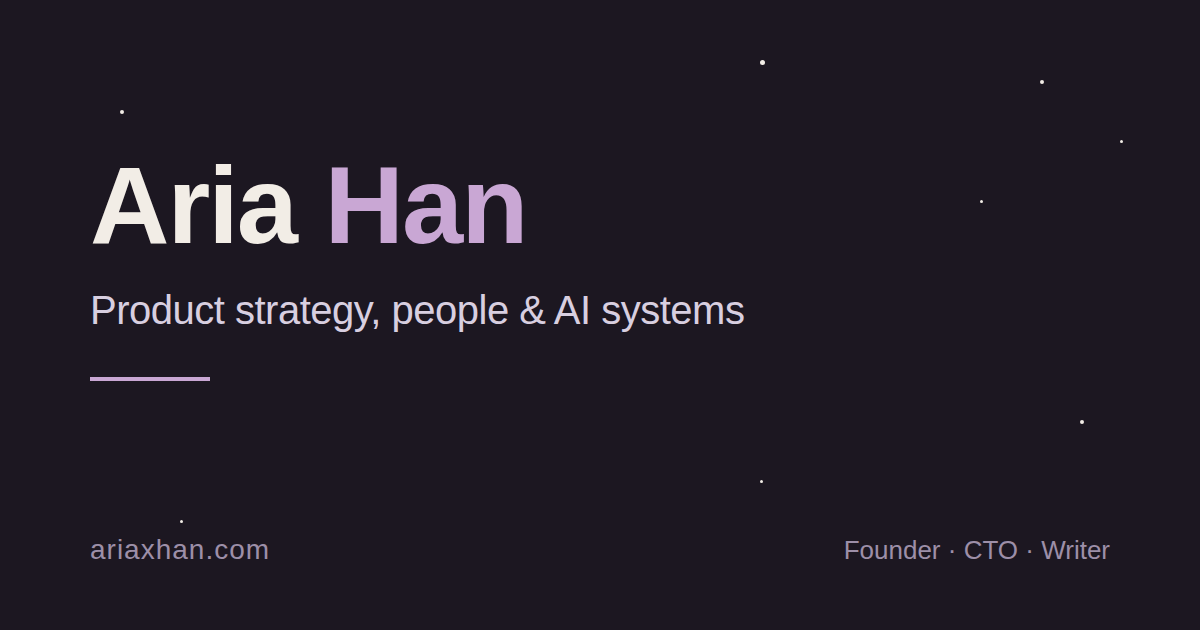 Aria Han
Product strategy, people & AI systems
ariaxhan.com
Founder · CTO · Writer